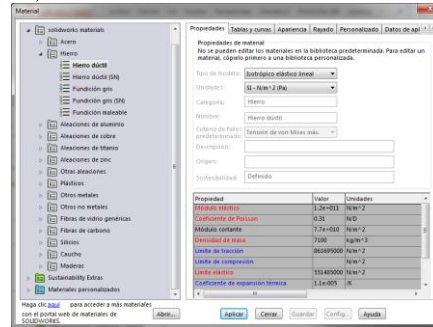 Material
solidworks materials
Acero
Hierro
Hierro dúctil
Hierro dúctil (SN)
Fundición gris
Fundición gris (SN)
Fundición maleable
Aleaciones de aluminio
Aleaciones de cobre
Aleaciones de titanio
Aleaciones de zinc
Otras aleaciones
Plásticos
Otros metales
Otros no metales
Fibras de vidrio genéricas
Fibras de carbono
Silicios
Caucho
Maderas
Sustainability Extras
Materiales personalizados
Haga clic aquí para acceder a más materiales
con el portal web de materiales de
SOLIDWORKS.
Abrir...
Propiedades Tablas y curvas Apariencia Rayado Personalizado Datos de apl
Propiedades de material
No se pueden editar los materiales en la biblioteca predeterminada. Para editar un
material, cópielo primero a una biblioteca personalizada.
Tipo de modelo: Isotrópico elástico lineal
Unidades: SI - N/m^2 (Pa)
Categoría: Hierro
Nombre: Hierro dúctil
Criterio de fallos
predeterminado: Tensión de von Mises máx.
Descripción:
Origen:
Sostenibilidad: Definido
Propiedad Valor Unidades
Módulo elástico 1.2e+011 N/m^2
Coeficiente de Poisson 0.31 N/D
Módulo cortante 7.7e+010 N/m^2
Densidad de masa 7100 kg/m^3
Límite de tracción 861695000 N/m^2
Límite de compresión N/m^2
Límite elástico 551485000 N/m^2
Coeficiente de expansión térmica 1.1e-005 /K
Aplicar Cerrar Guardar Config. Ayuda